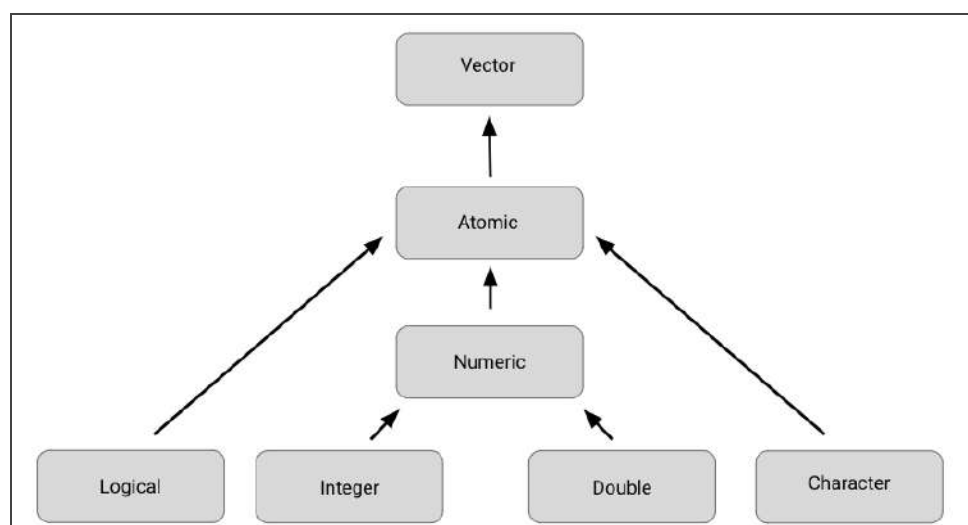 Vector
Atomic
Numeric
Logical
Integer
Double
Character